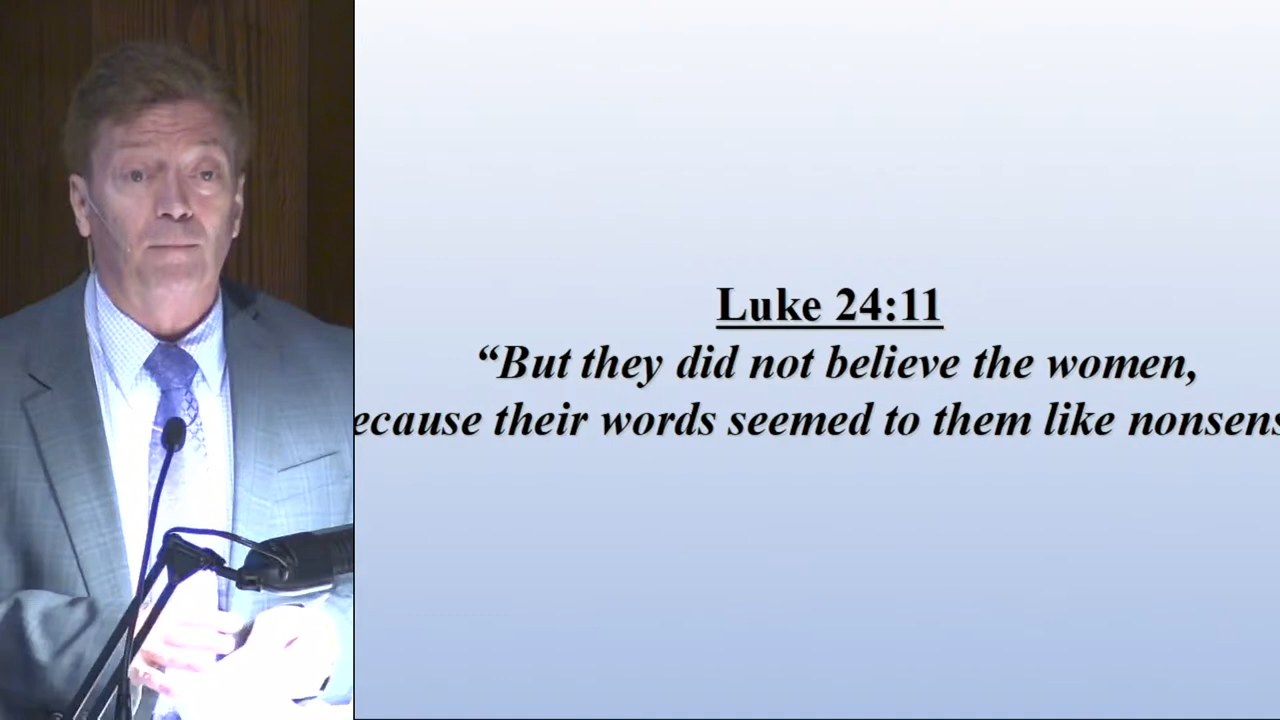 Luke 24:11
“But they did not believe the women,
ecause their words seemed to them like nonsens